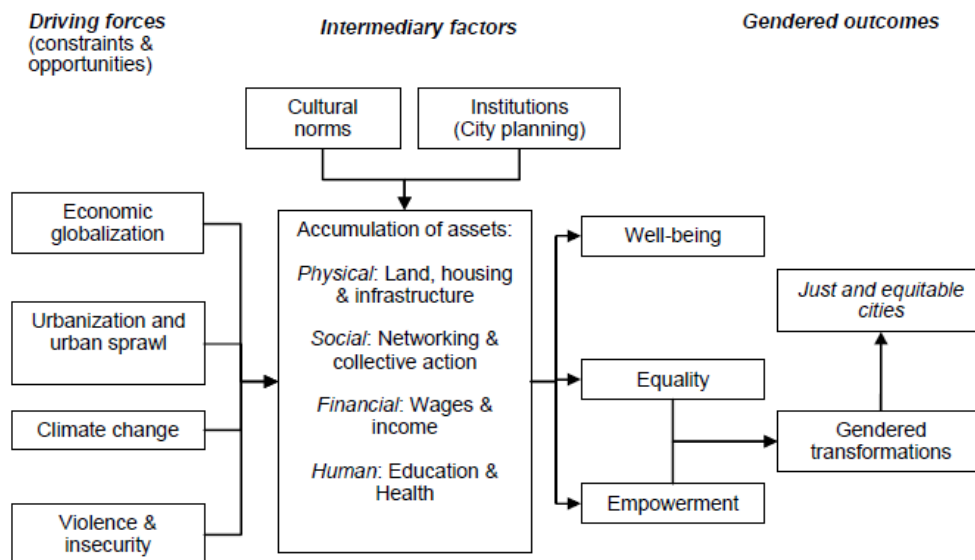 Driving forces
(constraints &
opportunities)
Intermediary factors
Gendered outcomes
Cultural
norms
Institutions
(City planning)
Economic
globalization
Urbanization and
urban sprawl
Climate change
Violence &
insecurity
Accumulation of assets:
Physical: Land, housing
& infrastructure
Social: Networking &
collective action
Financial: Wages &
income
Human: Education &
Health
Well-being
Equality
Empowerment
Just and equitable
cities
Gendered
transformations